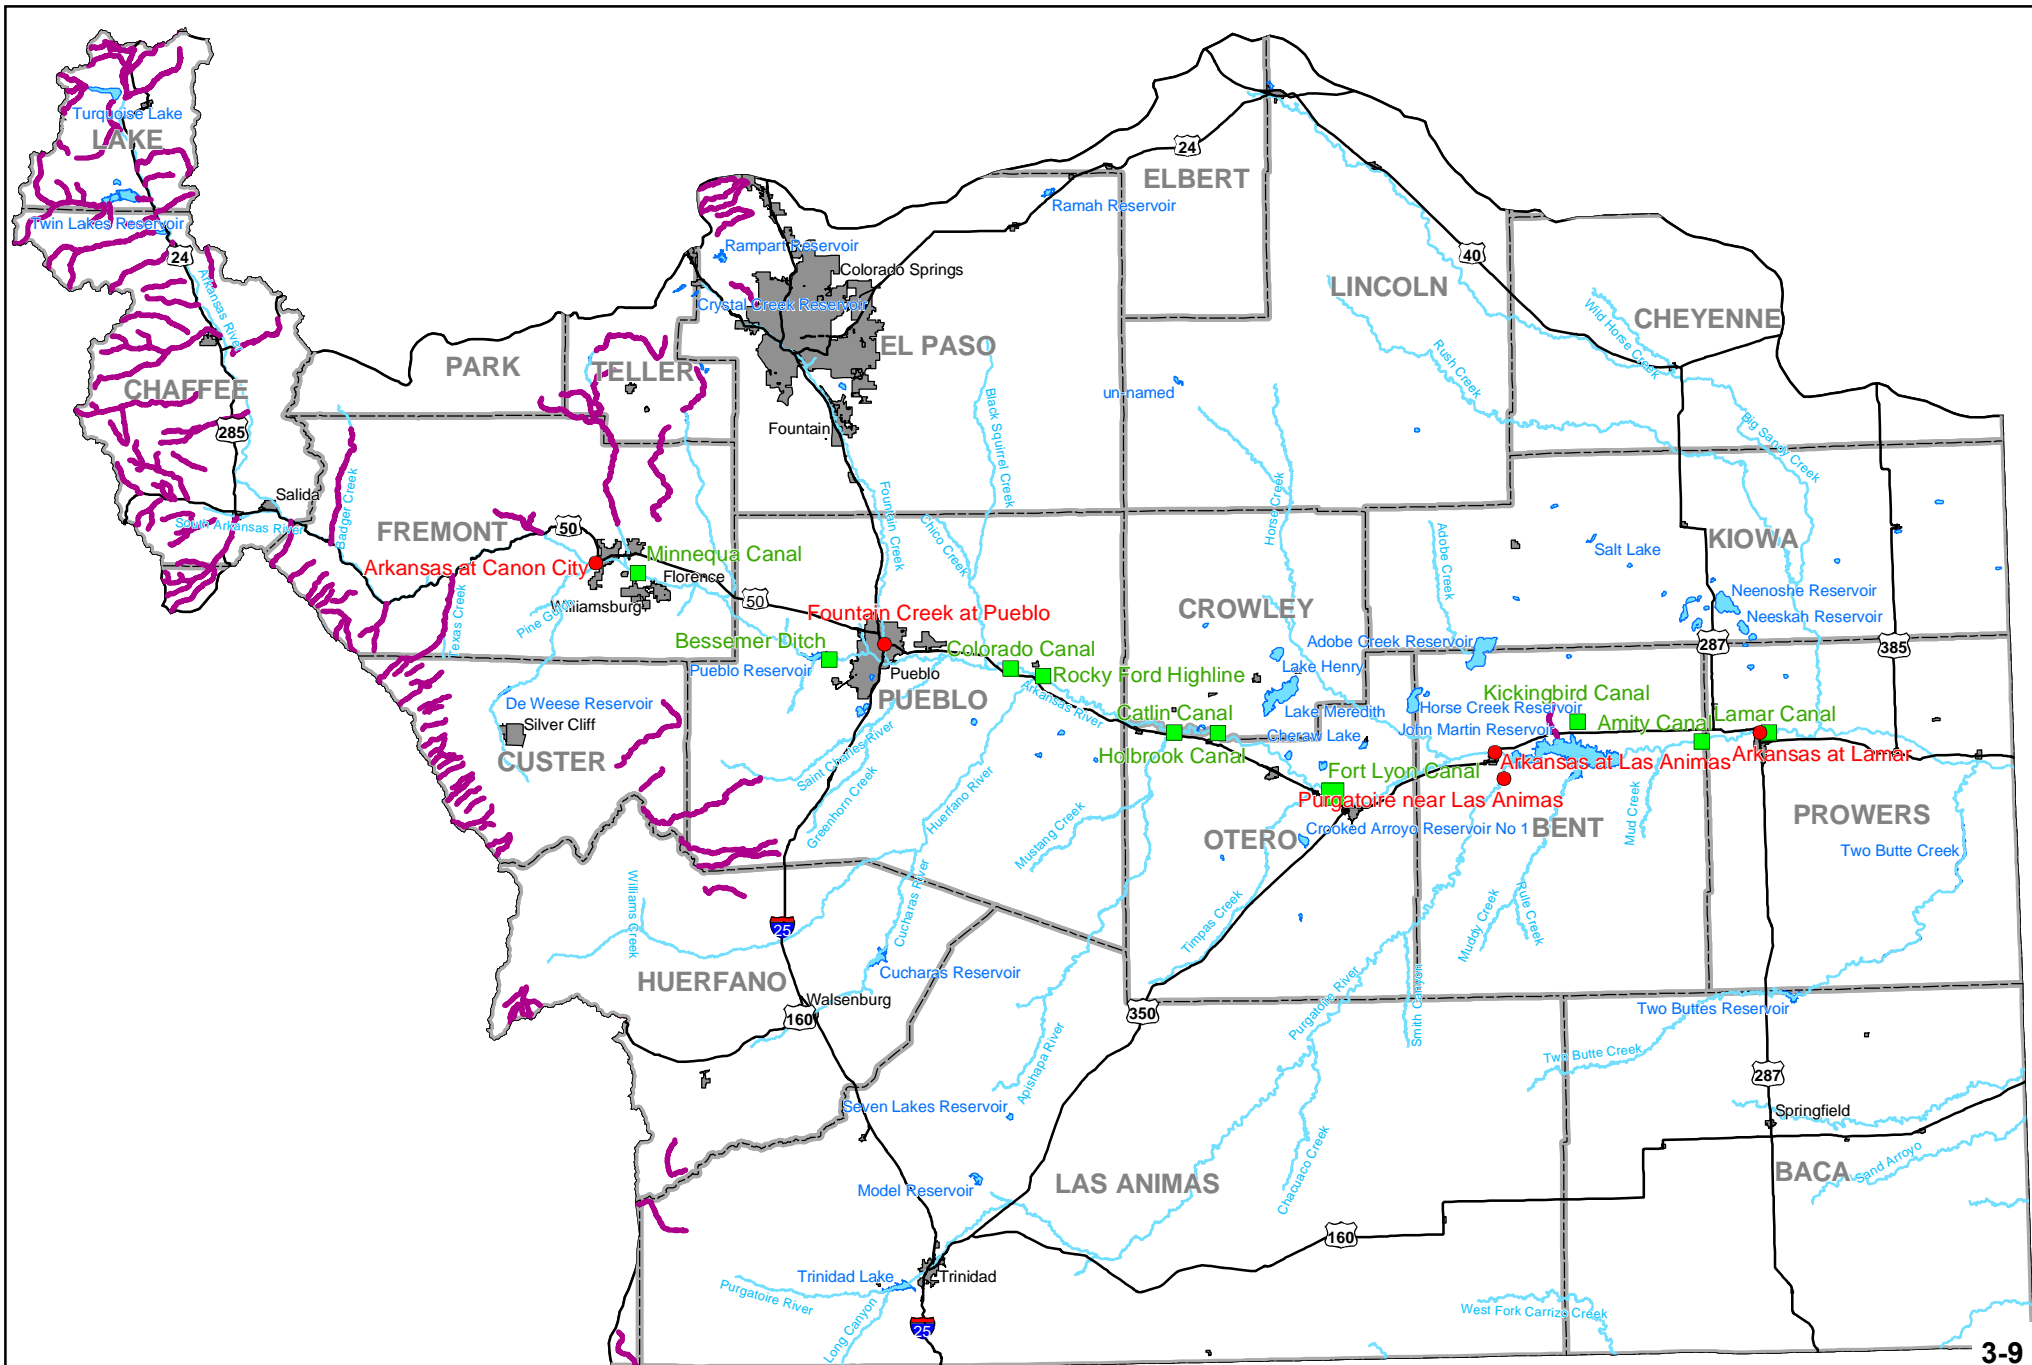 Turquoise Lake
LAKE
Twin Lakes Reservoir
24
Arkansas River
CHAFFEE
285
Salida
South Arkansas River
PARK
TELLER
24
ELBERT
Ramah Reservoir
Rampart Reservoir
Colorado Springs
Crystal Creek Reservoir
EL PASO
Fountain
Black Squirrel Creek
un-named
40
LINCOLN
Wild Horse Creek
CHEYENNE
Rush Creek
Big Sandy Creek
Badger Creek
FREMONT
50
Minnequa Canal
Arkansas at Canon City
Florence
Williamsburg
Pine Gulch
Texas Creek
50
Fountain Creek
Chico Creek
Horse Creek
Adobe Creek
Salt Lake
KIOWA
Neenoshe Reservoir
Neeskah Reservoir
Fountain Creek at Pueblo
CROWLEY
Bessemer Ditch
Pueblo Reservoir
Pueblo
PUEBLO
Colorado Canal
Rocky Ford Highline
Arkansas River
Adobe Creek Reservoir
Lake Henry
287
385
Kickingbird Canal
De Weese Reservoir
Silver Cliff
CUSTER
Catlin Canal
Lake Meredith
Horse Creek Reservoir
Amity Canal
Lamar Canal
John Martin Reservoir
Cheraw Lake
Holbrook Canal
Arkansas at Las Animas
Arkansas at Lamar
Fort Lyon Canal
Purgatoire near Las Animas
Saint Charles River
Greenhorn Creek
Huerfano River
Mustang Creek
OTERO
Crooked Arroyo Reservoir No 1
BENT
Mud Creek
PROWERS
Two Butte Creek
Williams Creek
Cucharas River
25
Timpas Creek
Muddy Creek
Rule Creek
HUERFANO
Cucharas Reservoir
Walsenburg
160
350
Purgatoire River
Smith Canyon
Two Buttes Reservoir
Two Butte Creek
Apishapa River
287
Seven Lakes Reservoir
Springfield
Chacuaco Creek
LAS ANIMAS
Model Reservoir
BACA
Sand Arroyo
160
Trinidad Lake
Trinidad
Purgatoire River
Long Canyon
25
West Fork Carrizo Creek
3-9